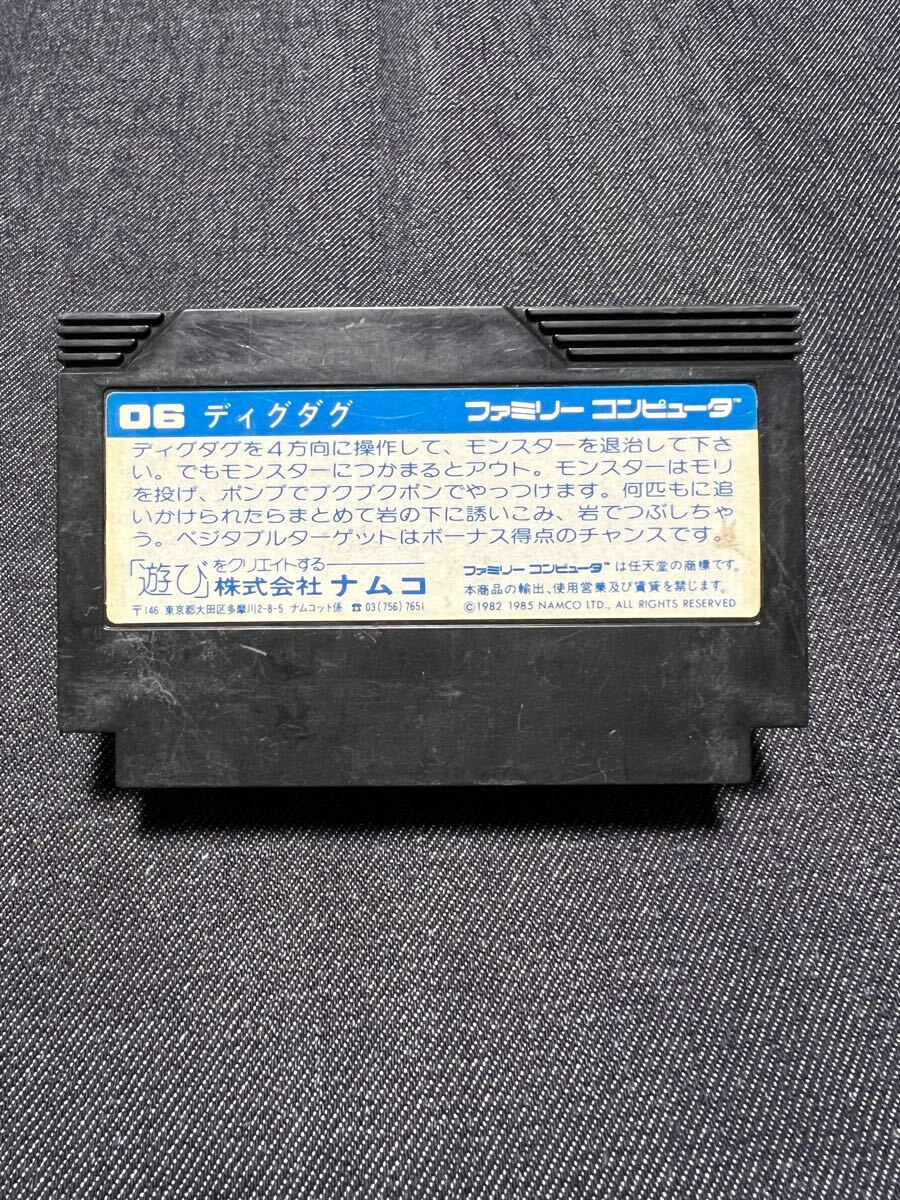 06 ディグダグ ファミリー コンピュータ™
ディグダグを4方向に操作して、モンスターを退治して下さ
い。でもモンスターにつかまるとアウト。モンスターはモリ
を投げ、ポンプでブクブクポンでやっつけます。何匹もに追
いかけられたらまとめて岩の下に誘いこみ、岩でつぶしちゃ
う。ベジタブルターゲットはボーナス得点のチャンスです。
「遊び」をクリエイトする
株式会社 ナムコ
〒146 東京都大田区多摩川2-8-5 ナムコット係 ☎ 03(756)7651
ファミリー コンピュータ™ は任天堂の商標です。
本商品の輸出、使用営業及び賃貸を禁じます。
©1982 1985 NAMCO LTD., ALL RIGHTS RESERVED